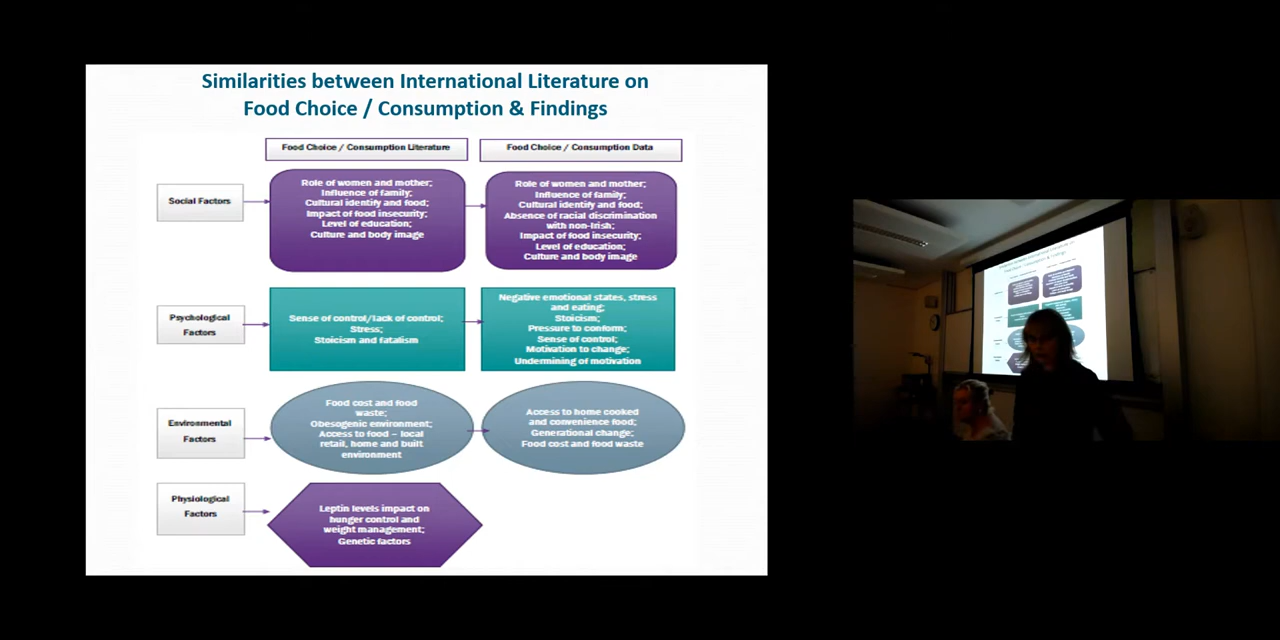 Similarities between International Literature on
Food Choice / Consumption & Findings
Food Choice / Consumption Literature
Food Choice / Consumption Data
Social Factors
Role of women and mother;
Influence of family;
Cultural identify and food;
Impact of food insecurity;
Level of education;
Culture and body image
Role of women and mother;
Influence of family;
Cultural identify and food;
Absence of racial discrimination
with non-Irish;
Impact of food insecurity;
Level of education;
Culture and body image
Psychological
Factors
Sense of control/lack of control;
Stress;
Stoicism and fatalism
Negative emotional states, stress
and eating;
Stoicism;
Pressure to conform;
Sense of control;
Motivation to change;
Undermining of motivation
Environmental
Factors
Food cost and food
waste;
Obesogenic environment;
Access to food – local
retail, home and built
environment
Access to home cooked
and convenience food;
Generational change;
Food cost and food waste
Physiological
Factors
Leptin levels impact on
hunger control and
weight management;
Genetic factors